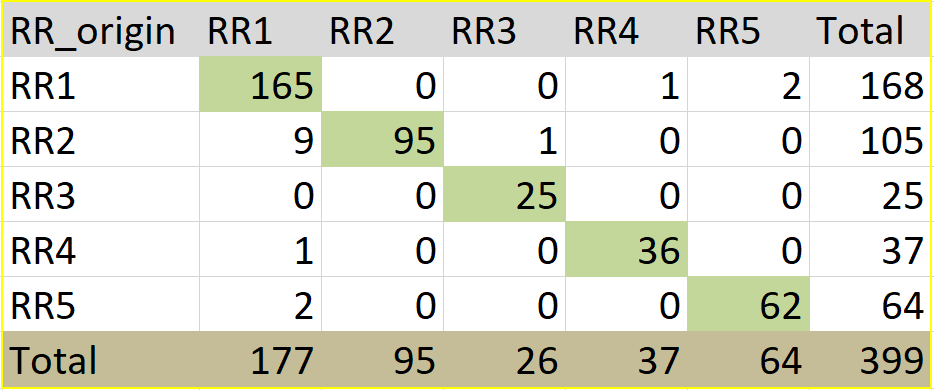 RR_origin RR1 RR2 RR3 RR4 RR5 Total
RR1 165 0 0 1 2 168
RR2 9 95 1 0 0 105
RR3 0 0 25 0 0 25
RR4 1 0 0 36 0 37
RR5 2 0 0 0 62 64
Total 177 95 26 37 64 399